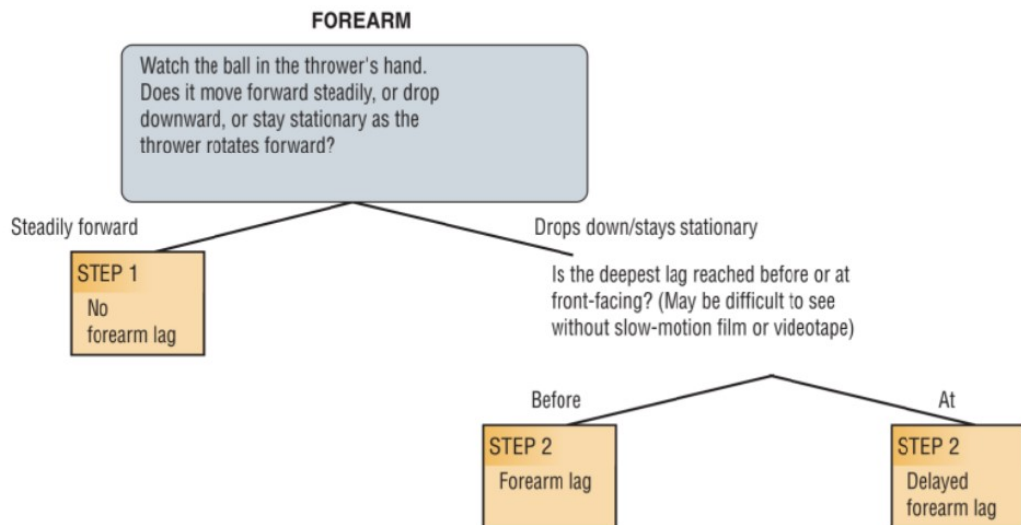 FOREARM
Watch the ball in the thrower's hand.
Does it move forward steadily, or drop
downward, or stay stationary as the
thrower rotates forward?
Steadily forward
Drops down/stays stationary
STEP 1
No
forearm lag
Is the deepest lag reached before or at
front-facing? (May be difficult to see
without slow-motion film or videotape)
Before
At
STEP 2
Forearm lag
STEP 2
Delayed
forearm lag